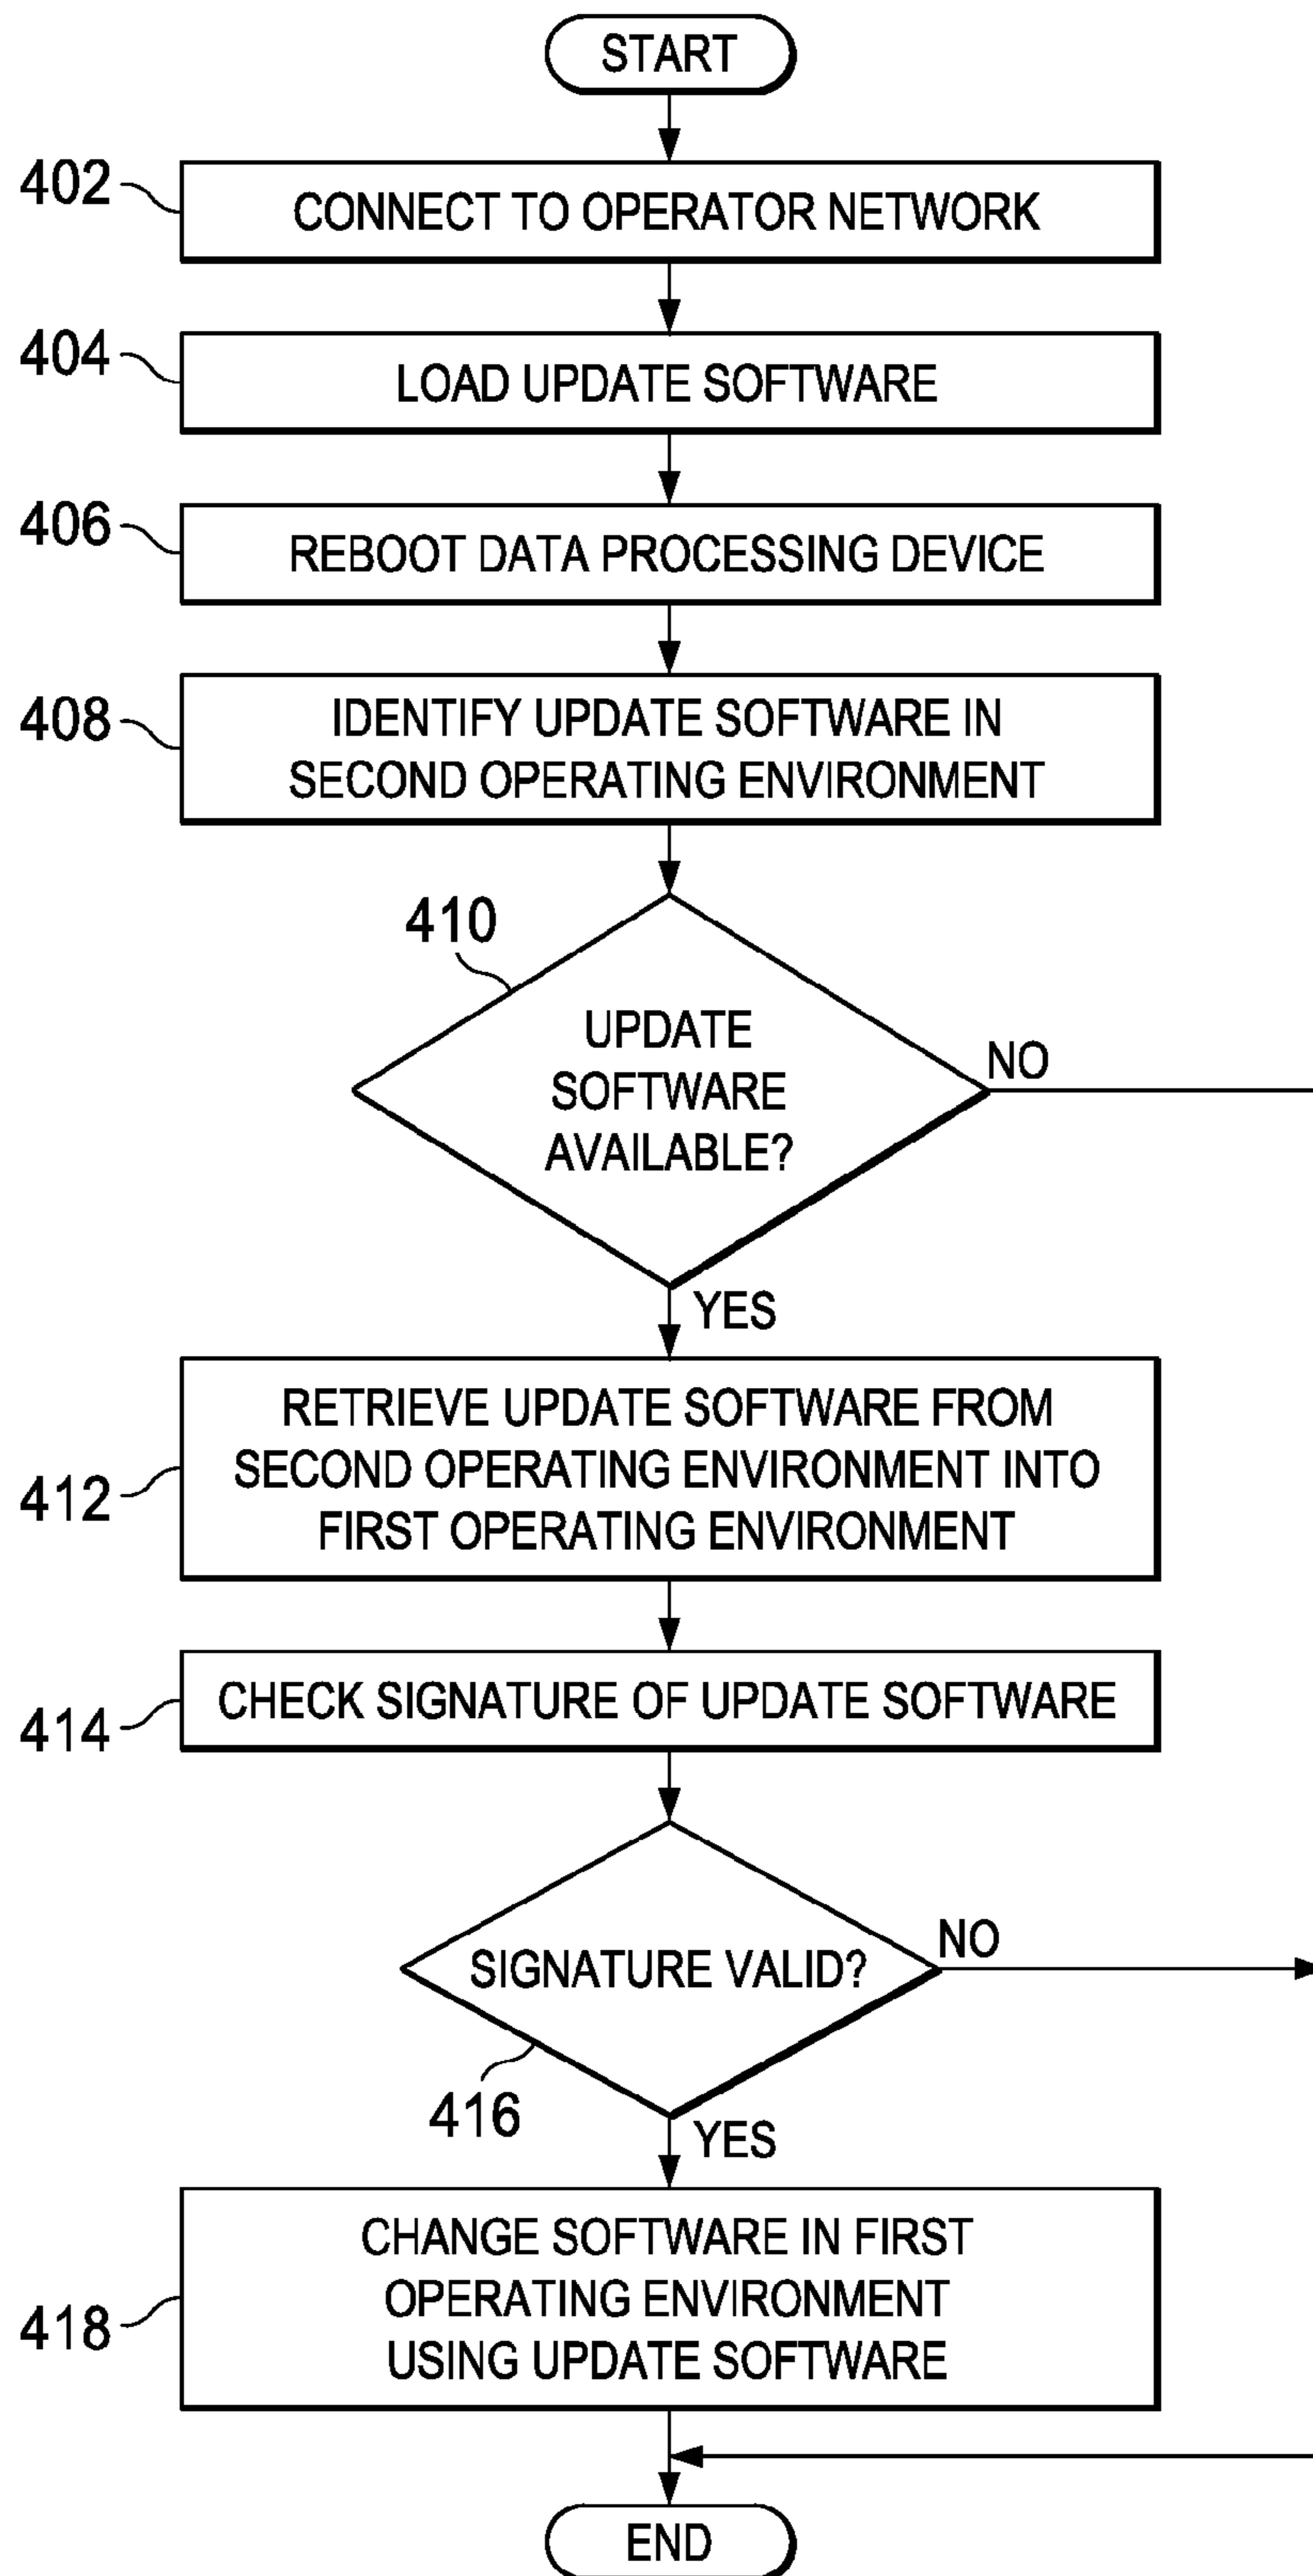 START
402
CONNECT TO OPERATOR NETWORK
404
LOAD UPDATE SOFTWARE
406
REBOOT DATA PROCESSING DEVICE
408
IDENTIFY UPDATE SOFTWARE IN
SECOND OPERATING ENVIRONMENT
410
UPDATE
SOFTWARE
AVAILABLE?
NO
YES
412
RETRIEVE UPDATE SOFTWARE FROM
SECOND OPERATING ENVIRONMENT INTO
FIRST OPERATING ENVIRONMENT
414
CHECK SIGNATURE OF UPDATE SOFTWARE
SIGNATURE VALID?
NO
416
YES
418
CHANGE SOFTWARE IN FIRST
OPERATING ENVIRONMENT
USING UPDATE SOFTWARE
END